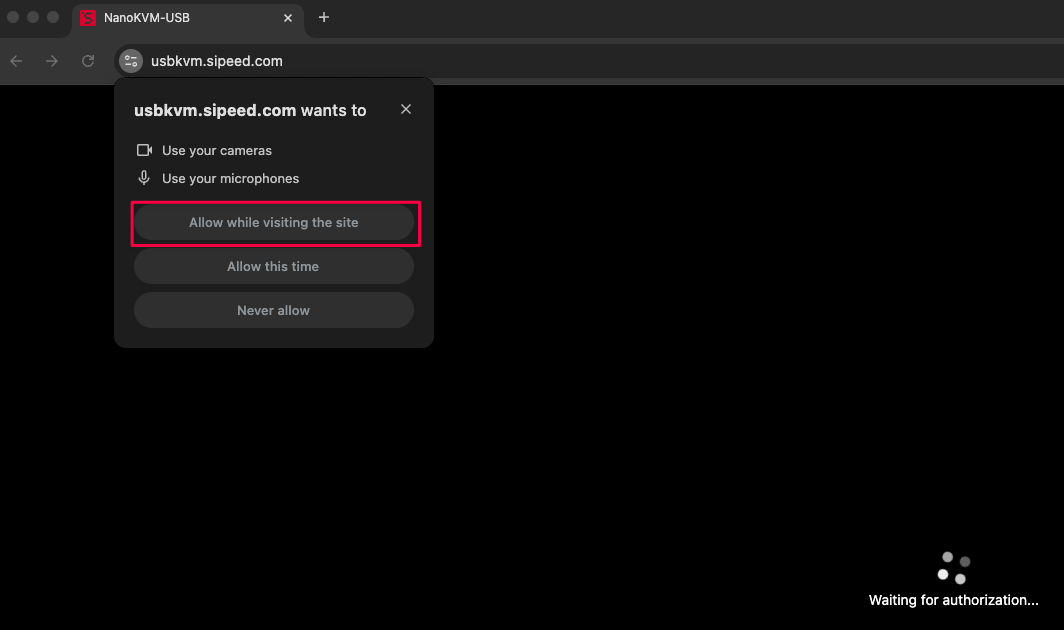 NanoKVM-USB
usbkvm.sipeed.com
usbkvm.sipeed.com wants to
Use your cameras
Use your microphones
Allow while visiting the site
Allow this time
Never allow
Waiting for authorization...